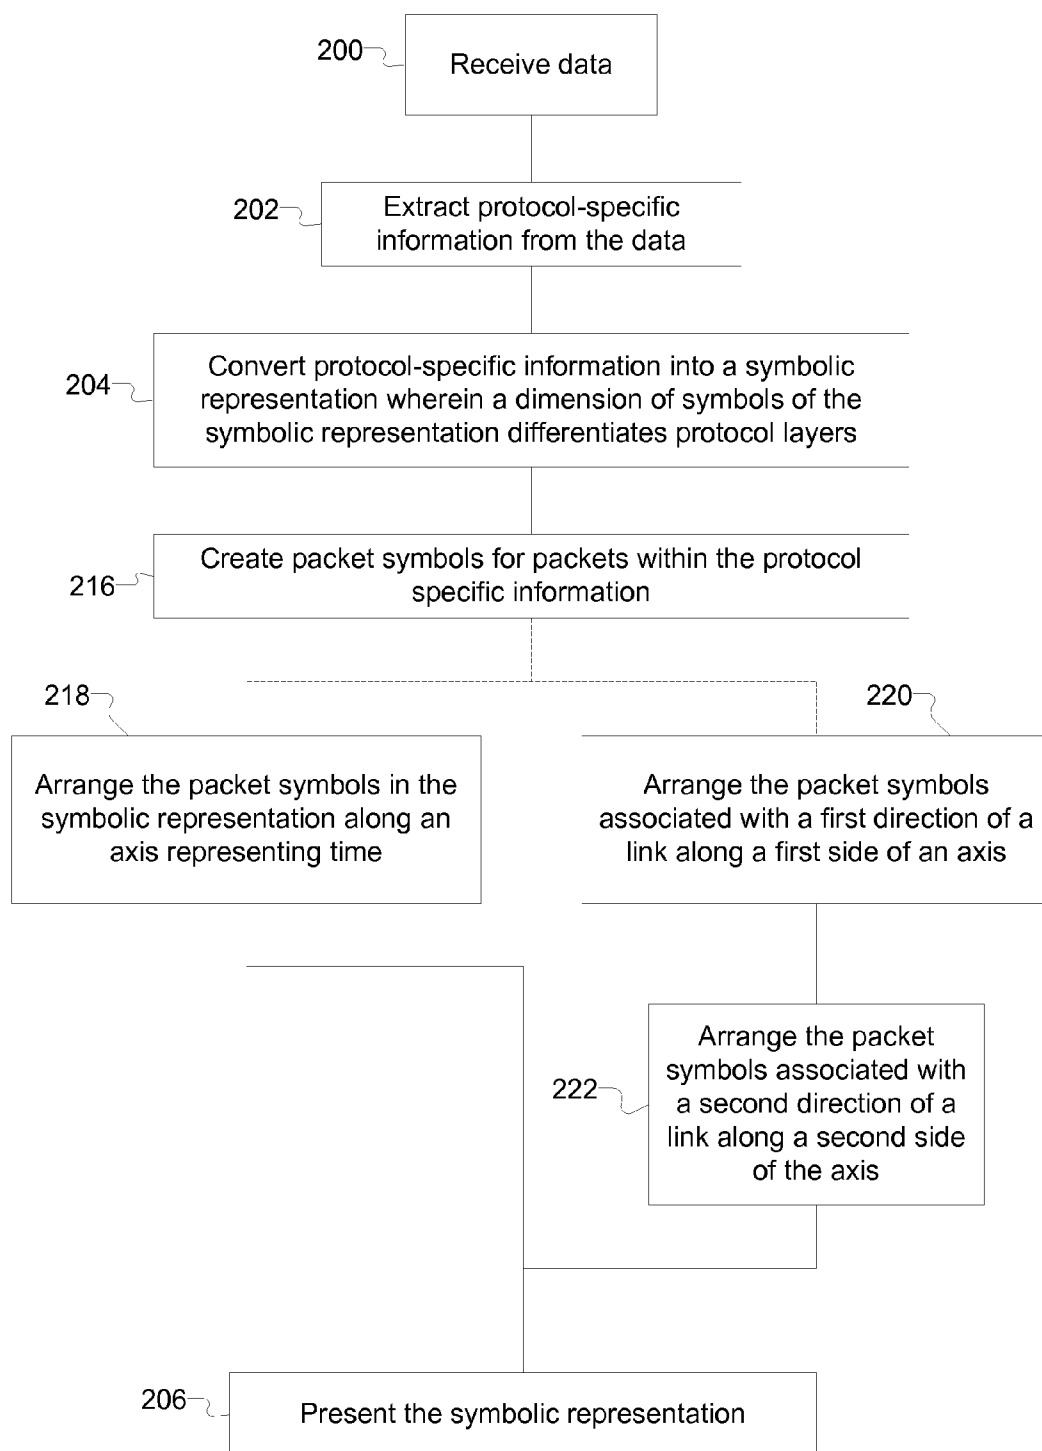 200
Receive data
202
Extract protocol-specific
information from the data
204
Convert protocol-specific information into a symbolic
representation wherein a dimension of symbols of the
symbolic representation differentiates protocol layers
216
Create packet symbols for packets within the protocol
specific information
218
Arrange the packet symbols in the
symbolic representation along an
axis representing time
220
Arrange the packet symbols
associated with a first direction of a
link along a first side of an axis
222
Arrange the packet
symbols associated with
a second direction of a
link along a second side
of the axis
206
Present the symbolic representation